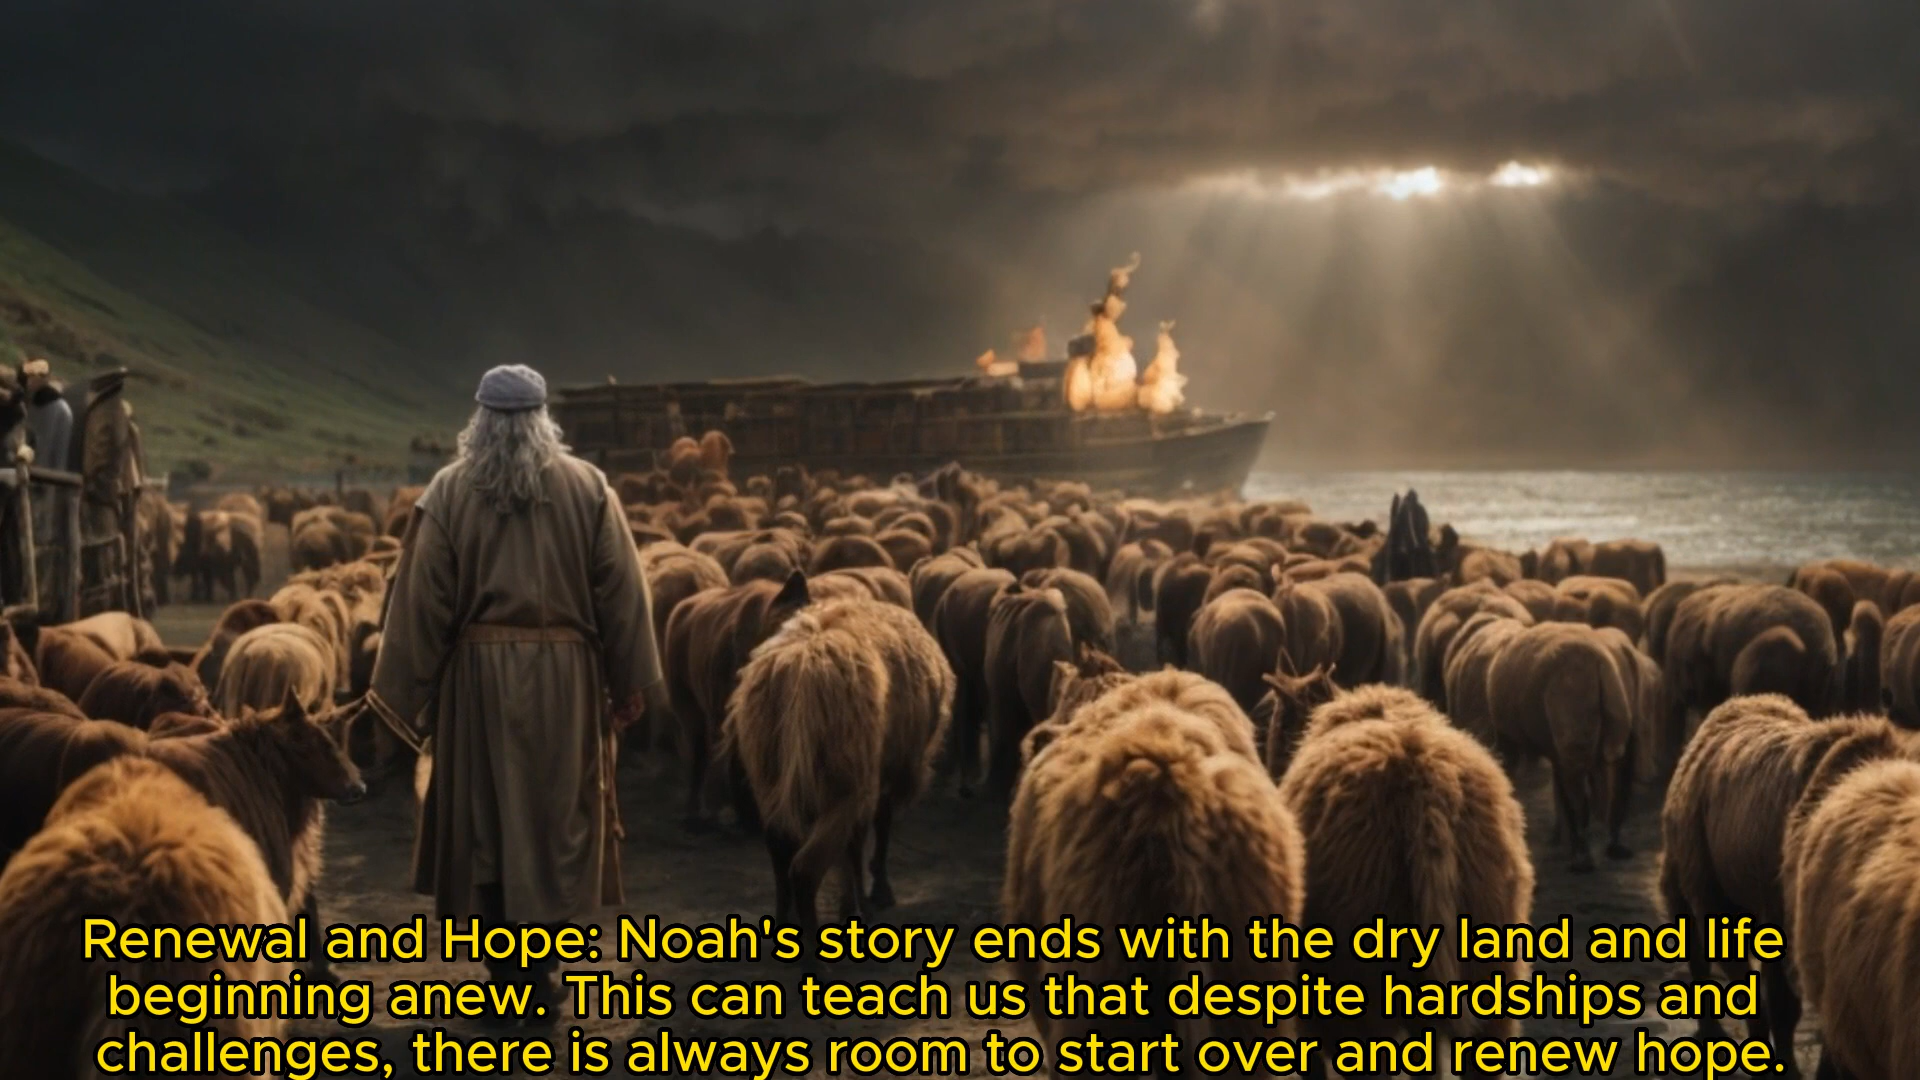 Renewal and Hope: Noah's story ends with the dry land and life
beginning anew. This can teach us that despite hardships and
challenges, there is always room to start over and renew hope.